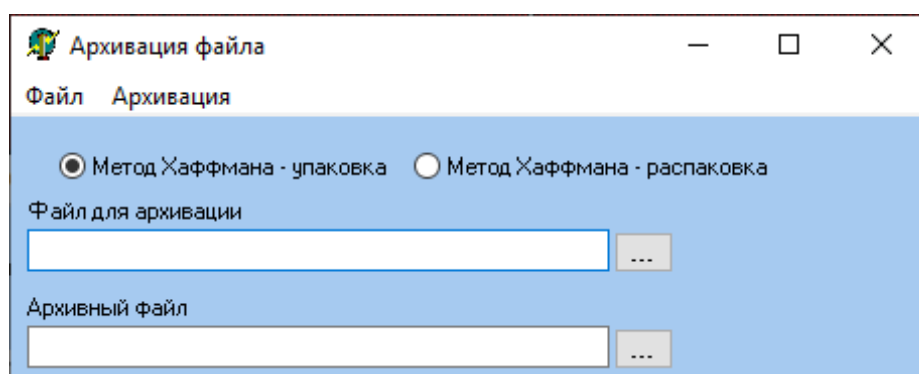 Архивация файла
Файл Архивация
Метод Хаффмана - упаковка Метод Хаффмана - распаковка
Файл для архивации
...
Архивный файл
...